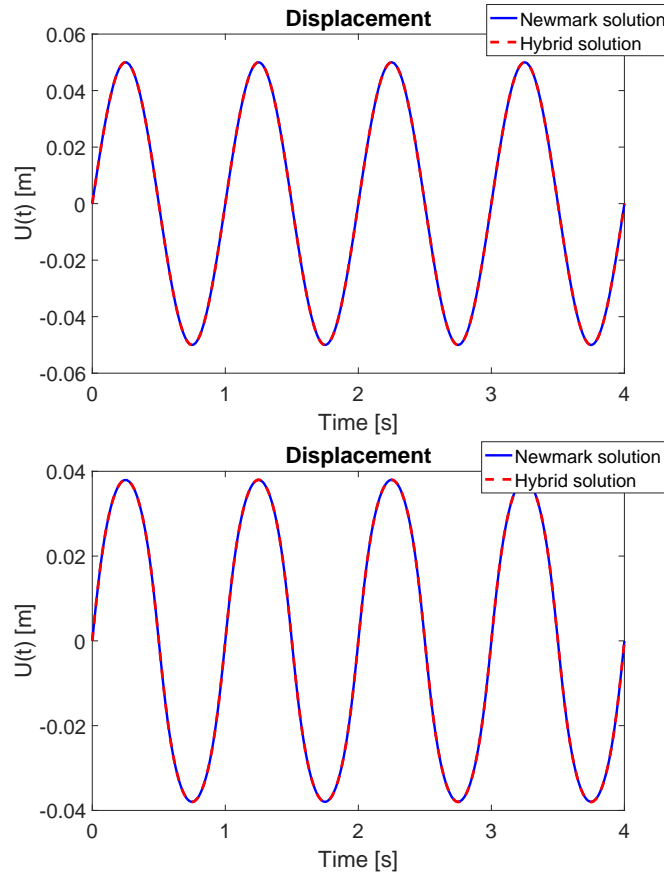 Displacement
Newmark solution
Hybrid solution
0.06
0.04
0.02
0
-0.02
-0.04
-0.06
U(t) [m]
0 1 2 3 4
Time [s]
Displacement
Newmark solution
Hybrid solution
0.04
0.02
0
-0.02
-0.04
U(t) [m]
0 1 2 3 4
Time [s]